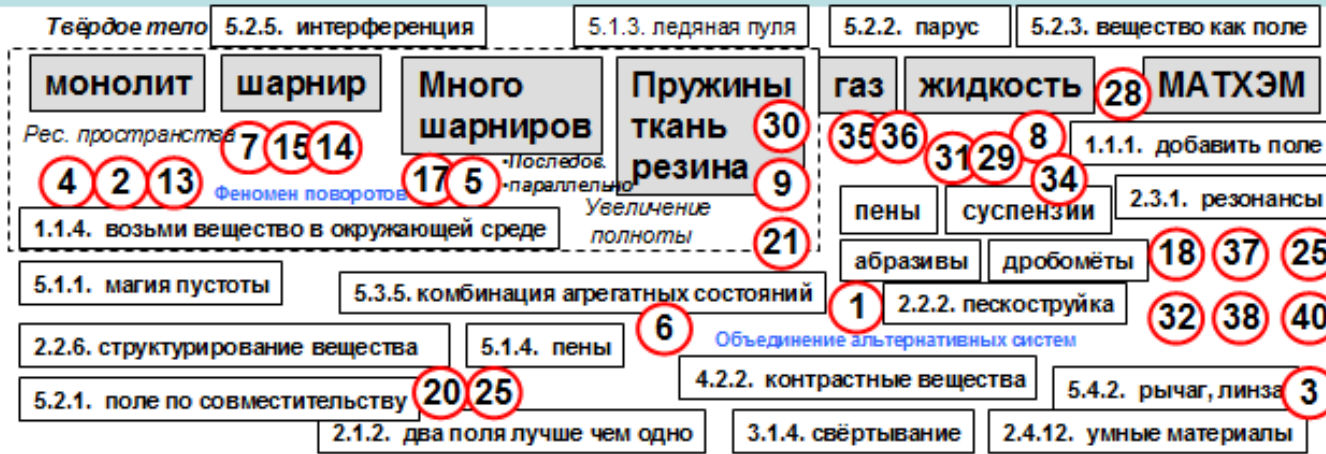 Твёрдое тело
5.2.5. интерференция
5.1.3. ледяная пуля
5.2.2. парус
5.2.3. вещество как поле
монолит
шарнир
Много
шарниров
Пружины
ткань
резина
газ
жидкость
28
МАТХЭМ
30
9
21
Рес. пространства
7
15
14
35
36
31
29
8
34
1.1.1. добавить поле
4
2
13
Феномен поворотов
17
5
•Последов.
•параллельно
Увеличение
полноты
пены
суспензии
2.3.1. резонансы
1.1.4. возьми вещество в окружающей среде
абразивы
дробомёты
18
37
25
5.1.1. магия пустоты
5.3.5. комбинация агрегатных состояний
1
2.2.2. пескоструйка
32
38
40
6
Объединение альтернативных систем
2.2.6. структурирование вещества
5.1.4. пены
4.2.2. контрастные вещества
5.4.2. рычаг, линза
3
5.2.1. поле по совместительству
20
25
2.1.2. два поля лучше чем одно
3.1.4. свёртывание
2.4.12. умные материалы